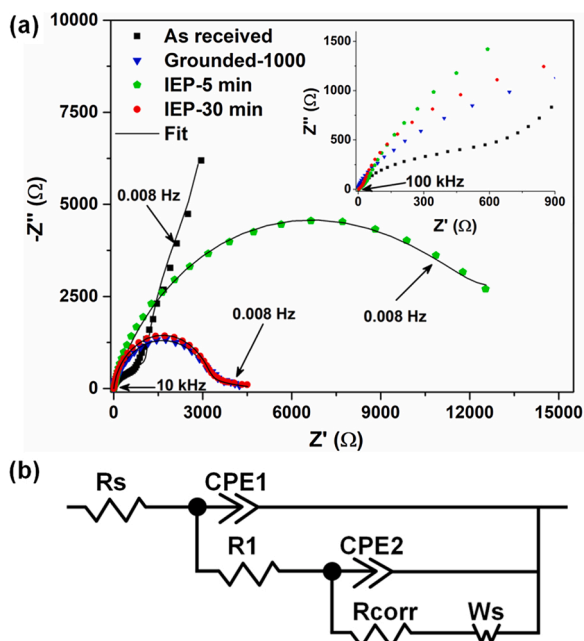 (a)
10000
7500
5000
2500
0
-Z'' (Ω)
As received
Grounded-1000
IEP-5 min
IEP-30 min
Fit
0.008 Hz
0.008 Hz
0.008 Hz
10 kHz
0 3000 6000 9000 12000 15000
Z' (Ω)
1500
1000
500
0
Z'' (Ω)
100 kHz
0 300 600 900
Z' (Ω)
(b)
Rs CPE1
R1 CPE2
Rcorr Ws